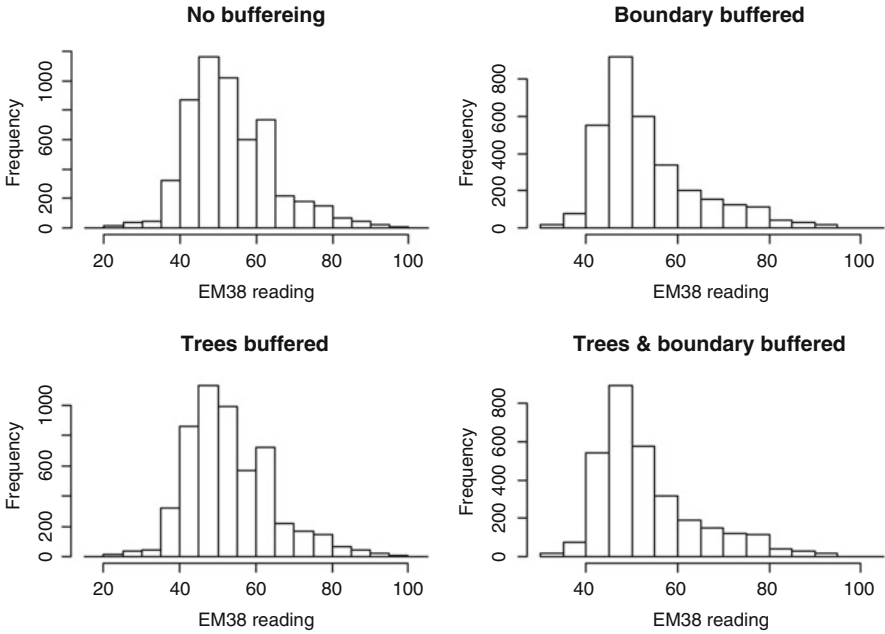 No buffereing
Frequency
0 200 600 1000
20 40 60 80 100
EM38 reading
Boundary buffered
Frequency
0 200 400 600 800
40 60 80 100
EM38 reading
Trees buffered
Frequency
0 200 600 1000
20 40 60 80 100
EM38 reading
Trees & boundary buffered
Frequency
0 200 400 600 800
40 60 80 100
EM38 reading